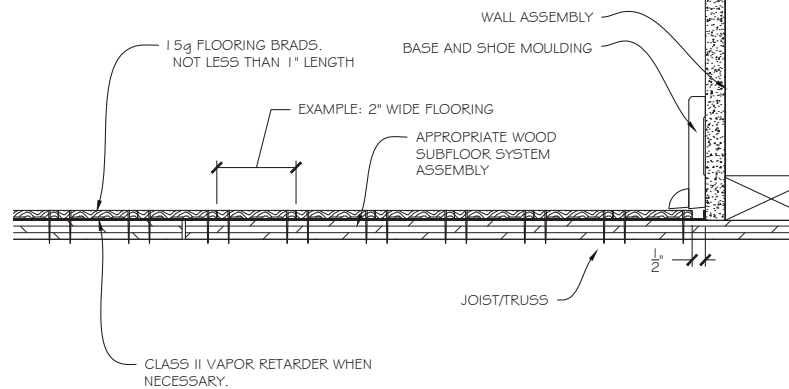 WALL ASSEMBLY
15g FLOORING BRADS.
NOT LESS THAN 1" LENGTH
BASE AND SHOE MOULDING
EXAMPLE: 2" WIDE FLOORING
APPROPRIATE WOOD
SUBFLOOR SYSTEM
ASSEMBLY
1/2"
JOIST/TRUSS
CLASS II VAPOR RETARDER WHEN
NECESSARY.